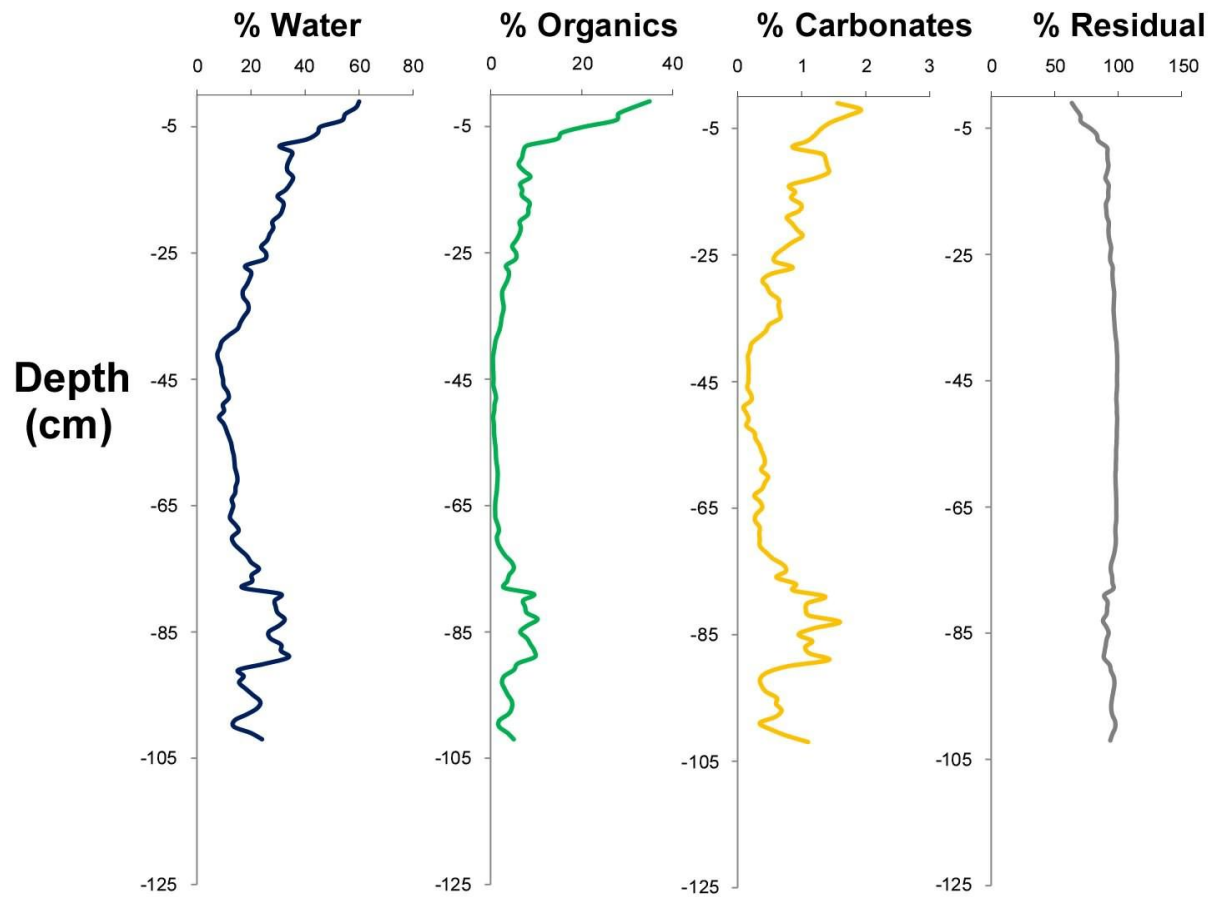 % Water
% Organics
% Carbonates
% Residual
0 20 40 60 80
0 20 40
0 1 2 3
0 50 100 150
-5 -5 -5 -5
-25 -25 -25 -25
Depth
(cm)
-45 -45 -45 -45
-65 -65 -65 -65
-85 -85 -85 -85
-105 -105 -105 -105
-125 -125 -125 -125